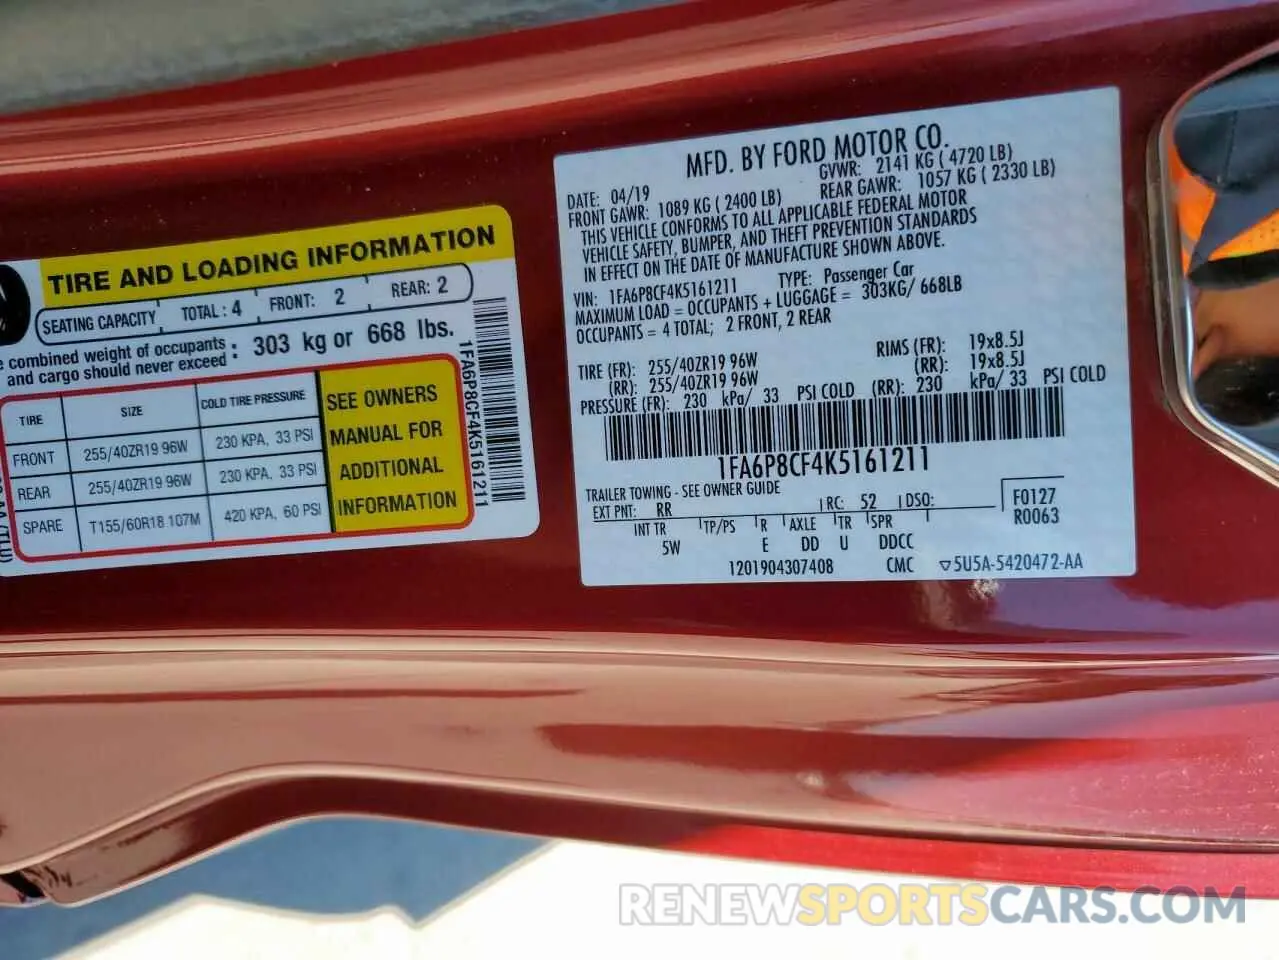 TIRE AND LOADING INFORMATION
SEATING CAPACITY TOTAL: 4 FRONT: 2 REAR: 2
combined weight of occupants and cargo should never exceed : 303 kg or 668 lbs.
TIRE SIZE COLD TIRE PRESSURE
FRONT 255/40ZR19 96W 230 KPA, 33 PSI
REAR 255/40ZR19 96W 230 KPA, 33 PSI
SPARE T155/60R18 107M 420 KPA, 60 PSI
SEE OWNERS
MANUAL FOR
ADDITIONAL
INFORMATION
1FA6P8CF4K5161211
MFD. BY FORD MOTOR CO.
DATE: 04/19 GVWR: 2141 KG ( 4720 LB)
FRONT GAWR: 1089 KG ( 2400 LB) REAR GAWR: 1057 KG ( 2330 LB)
THIS VEHICLE CONFORMS TO ALL APPLICABLE FEDERAL MOTOR
VEHICLE SAFETY, BUMPER, AND THEFT PREVENTION STANDARDS
IN EFFECT ON THE DATE OF MANUFACTURE SHOWN ABOVE.
VIN: 1FA6P8CF4K5161211 TYPE: Passenger Car
MAXIMUM LOAD = OCCUPANTS + LUGGAGE = 303KG/ 668LB
OCCUPANTS = 4 TOTAL; 2 FRONT, 2 REAR
TIRE (FR): 255/40ZR19 96W RIMS (FR): 19x8.5J
(RR): 255/40ZR19 96W (RR): 19x8.5J
PRESSURE (FR): 230 kPa/ 33 PSI COLD (RR): 230 kPa/ 33 PSI COLD
1FA6P8CF4K5161211
TRAILER TOWING - SEE OWNER GUIDE
EXT PNT: RR RC: 52 DSO: F0127
INT TR TP/PS R AXLE TR SPR R0063
5W E DD U DDCC
1201904307408 CMC ▽5U5A-5420472-AA
RENEWSPORTSCARS.COM